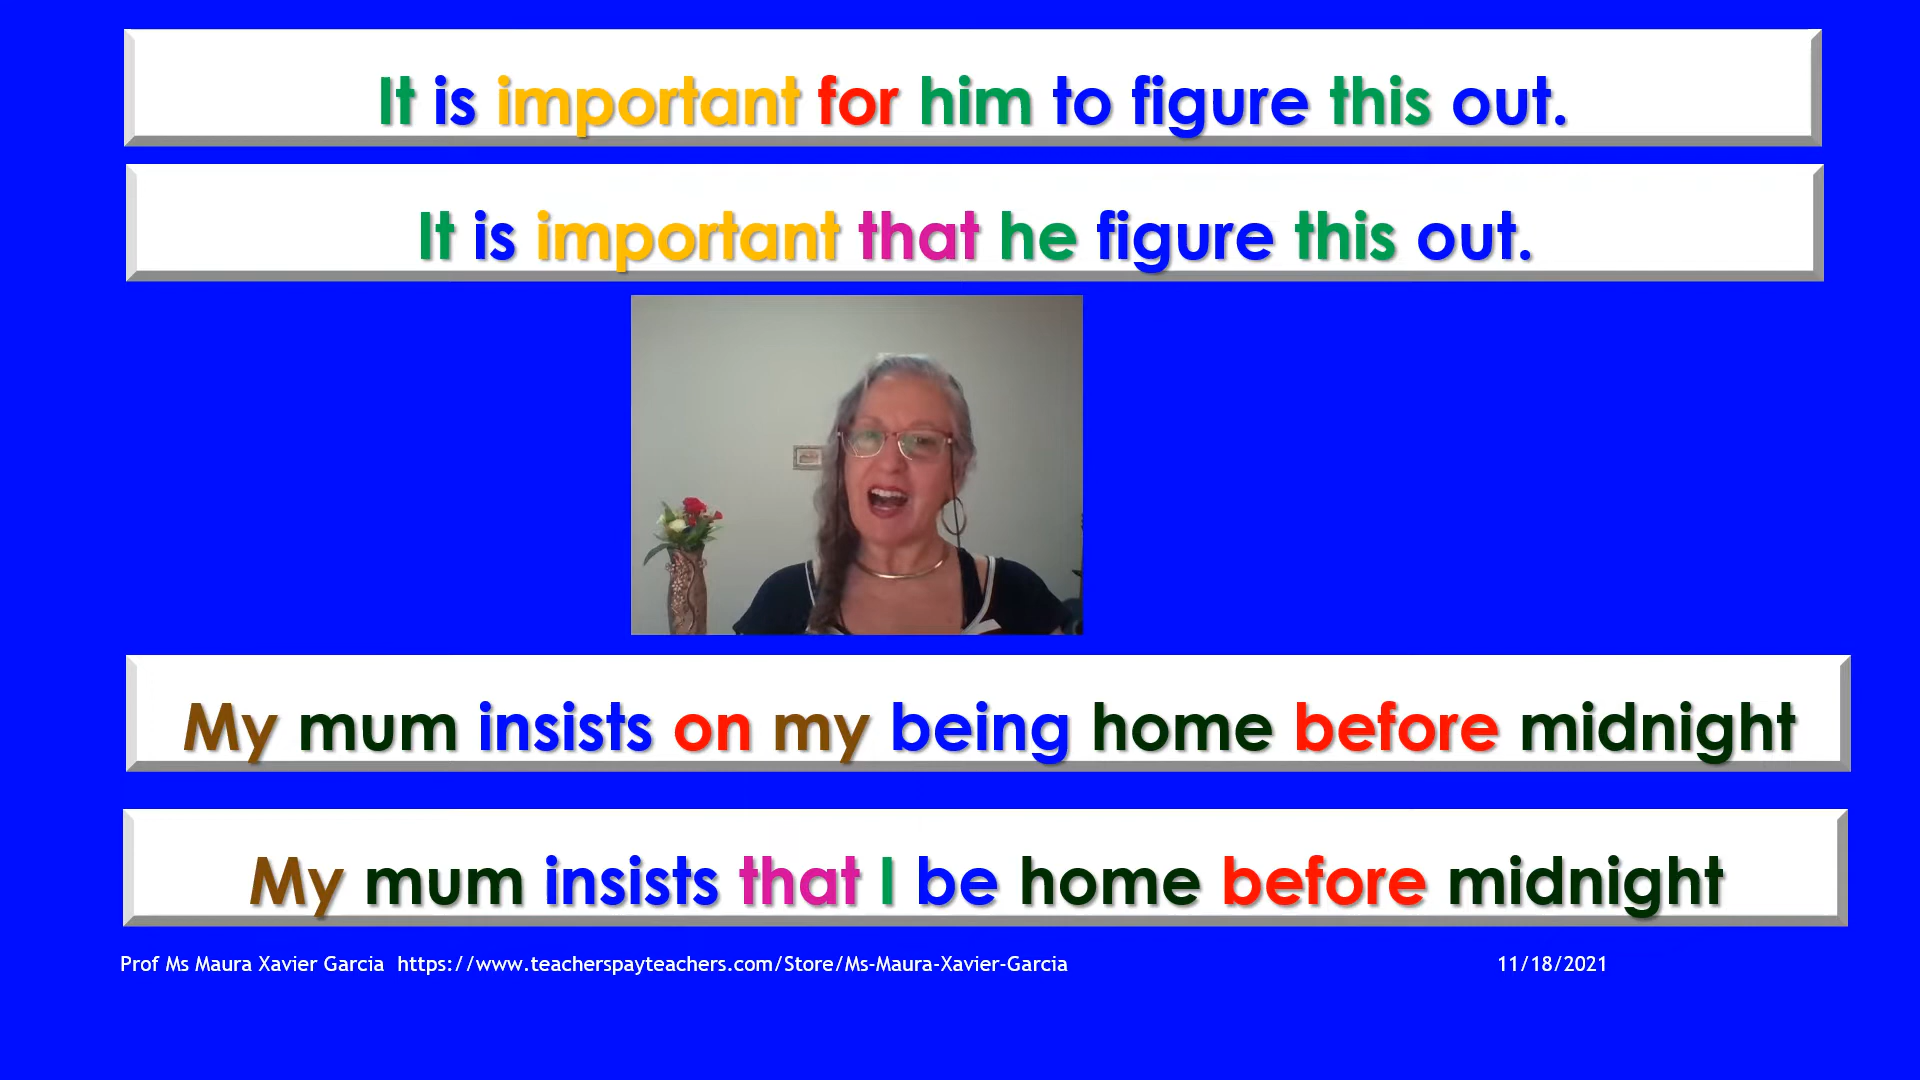 It is important for him to figure this out.
It is important that he figure this out.
My mum insists on my being home before midnight
My mum insists that I be home before midnight
Prof Ms Maura Xavier Garcia https://www.teacherspayteachers.com/Store/Ms-Maura-Xavier-Garcia 11/18/2021